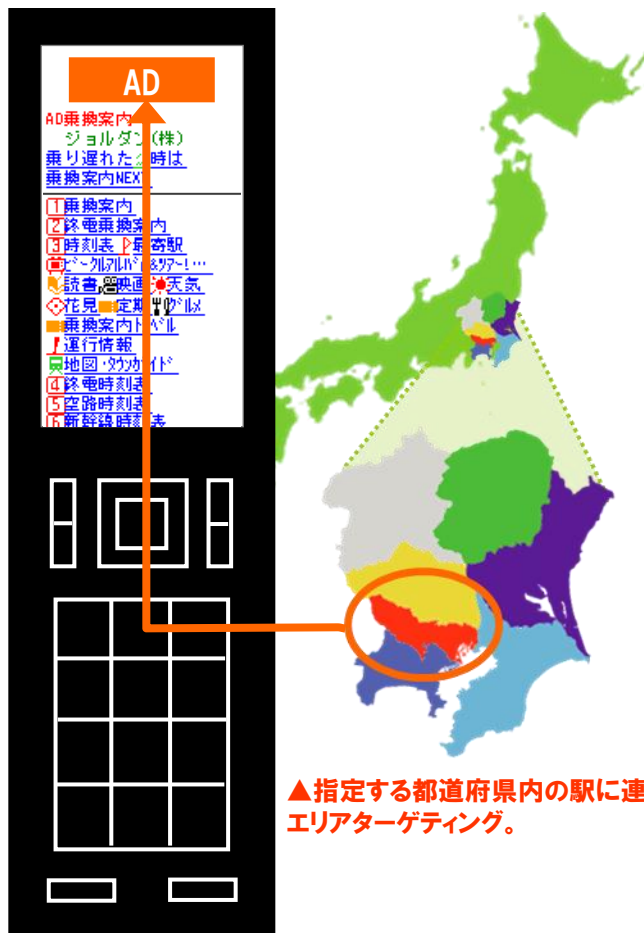 AD
AD乗換案内
ジョルダン(株)
乗り遅れた 時は
乗換案内NEXT
1乗換案内
2終電乗換案内
3時刻表 最寄駅
読書 映画 天気
花見 定期 グルメ
乗換案内トラベル
運行情報
地図・タウンガイド
4終電時刻表
5空路時刻表
6新幹線時刻表
▲指定する都道府県内の駅に連
エリアターゲティング。